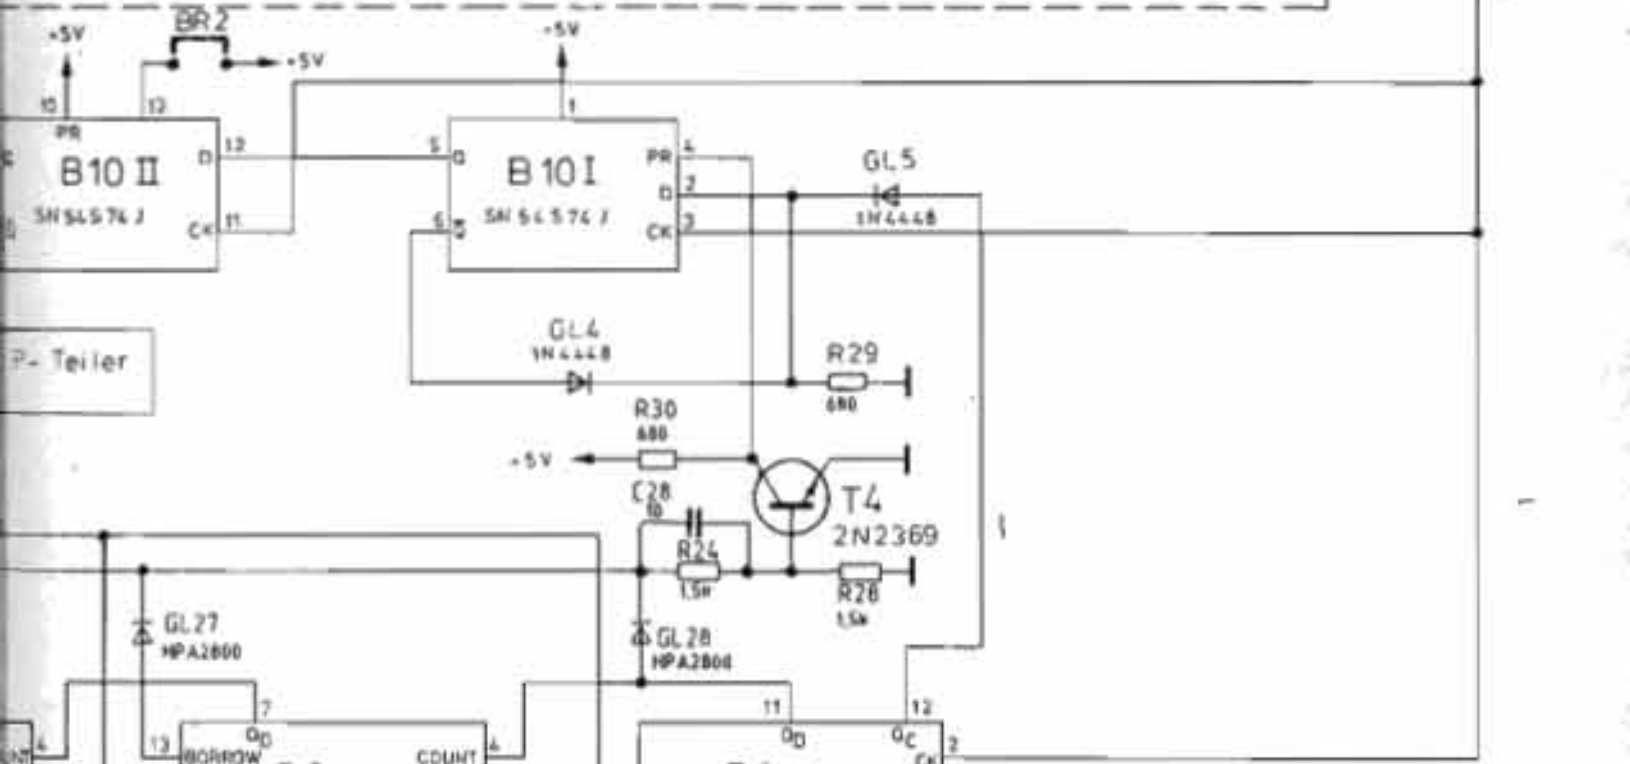 BR2
+5V
+5V
+5V
10
13
1
PR
12
D
B10 II
SN54S74J
CK
11
5
Q
B10 I
SN54S74J
6
Q̅
PR
4
D
2
CK
3
GL5
1N4448
GL4
1N4448
P-Teiler
R29
680
R30
680
+5V
C28
10
R24
1,5K
T4
2N2369
R28
1,5k
GL27
HPA2800
GL28
HPA2800
7
11
12
4
13
QD
BORROW
COUNT
4
QD
QC
2
CK